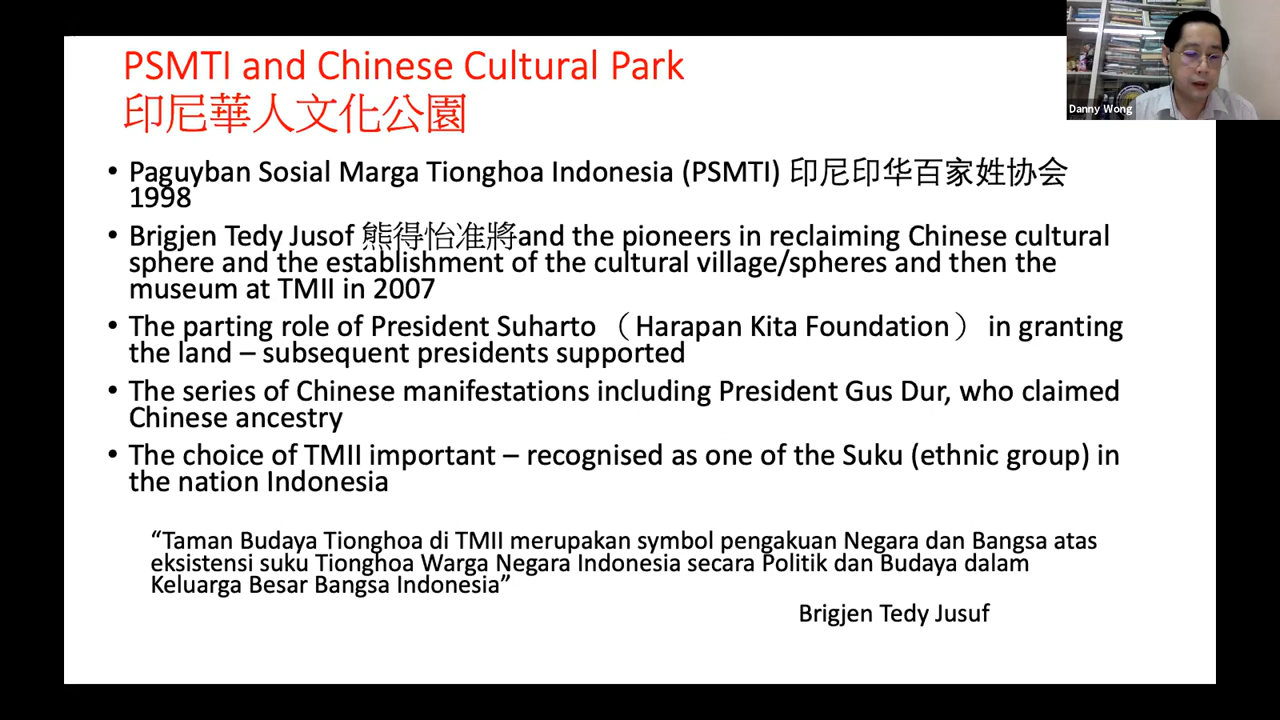 PSMTI and Chinese Cultural Park
印尼華人文化公園
• Paguyban Sosial Marga Tionghoa Indonesia (PSMTI) 印尼印华百家姓协会
1998
• Brigjen Tedy Jusof 熊得怡准將and the pioneers in reclaiming Chinese cultural
sphere and the establishment of the cultural village/spheres and then the
museum at TMII in 2007
• The parting role of President Suharto （Harapan Kita Foundation） in granting
the land – subsequent presidents supported
• The series of Chinese manifestations including President Gus Dur, who claimed
Chinese ancestry
• The choice of TMII important – recognised as one of the Suku (ethnic group) in
the nation Indonesia
“Taman Budaya Tionghoa di TMII merupakan symbol pengakuan Negara dan Bangsa atas
eksistensi suku Tionghoa Warga Negara Indonesia secara Politik dan Budaya dalam
Keluarga Besar Bangsa Indonesia”
Brigjen Tedy Jusuf
Danny Wong